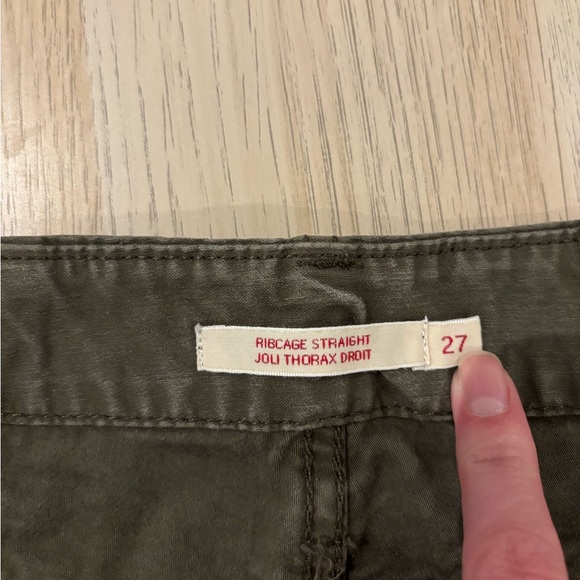 RIBCAGE STRAIGHT
JOLI THORAX DROIT
27